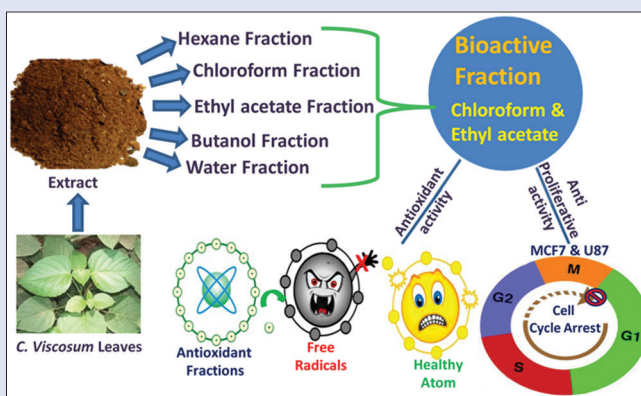 Hexane Fraction
Chloroform Fraction
Ethyl acetate Fraction
Butanol Fraction
Water Fraction
Extract
C. Viscosum Leaves
Bioactive
Fraction
Chloroform &
Ethyl acetate
Antioxidant
activity
Anti
Proliferative
activity
MCF7 & U87
M
G2
G1
S
Cell
Cycle Arrest
Antioxidant
Fractions
Free
Radicals
Healthy
Atom